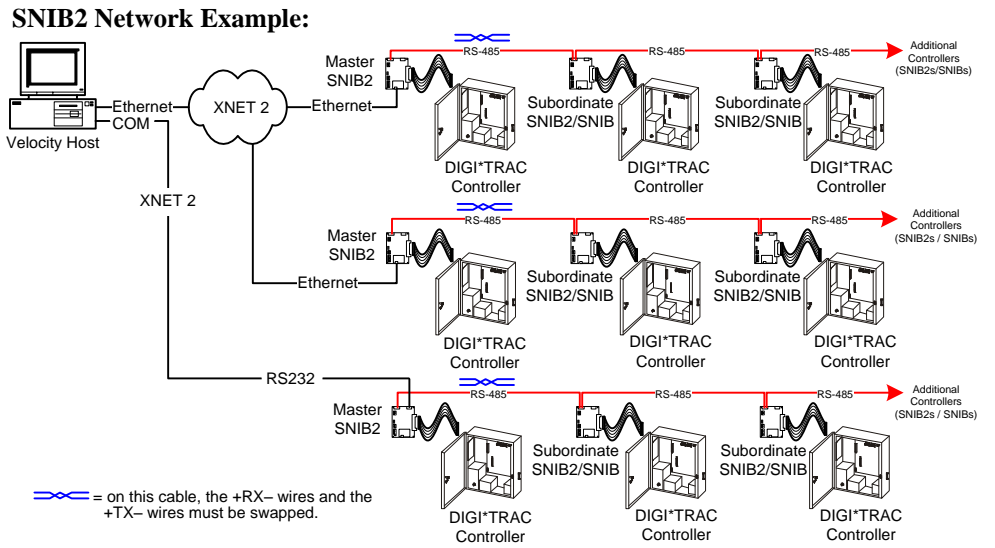 SNIB2 Network Example:
RS-485
RS-485
RS-485
Additional
Controllers
(SNIB2s/SNIBs)
Master
SNIB2
Ethernet
XNET 2
Ethernet
COM
Velocity Host
Subordinate
SNIB2/SNIB
Subordinate
SNIB2/SNIB
DIGI*TRAC
Controller
DIGI*TRAC
Controller
DIGI*TRAC
Controller
XNET 2
RS-485
RS-485
RS-485
Additional
Controllers
(SNIB2s / SNIBs)
Master
SNIB2
Ethernet
Subordinate
SNIB2/SNIB
Subordinate
SNIB2/SNIB
DIGI*TRAC
Controller
DIGI*TRAC
Controller
DIGI*TRAC
Controller
RS232
RS-485
RS-485
RS-485
Additional
Controllers
(SNIB2s / SNIBs)
Master
SNIB2
Subordinate
SNIB2/SNIB
Subordinate
SNIB2/SNIB
DIGI*TRAC
Controller
DIGI*TRAC
Controller
DIGI*TRAC
Controller
= on this cable, the +RX– wires and the
+TX– wires must be swapped.